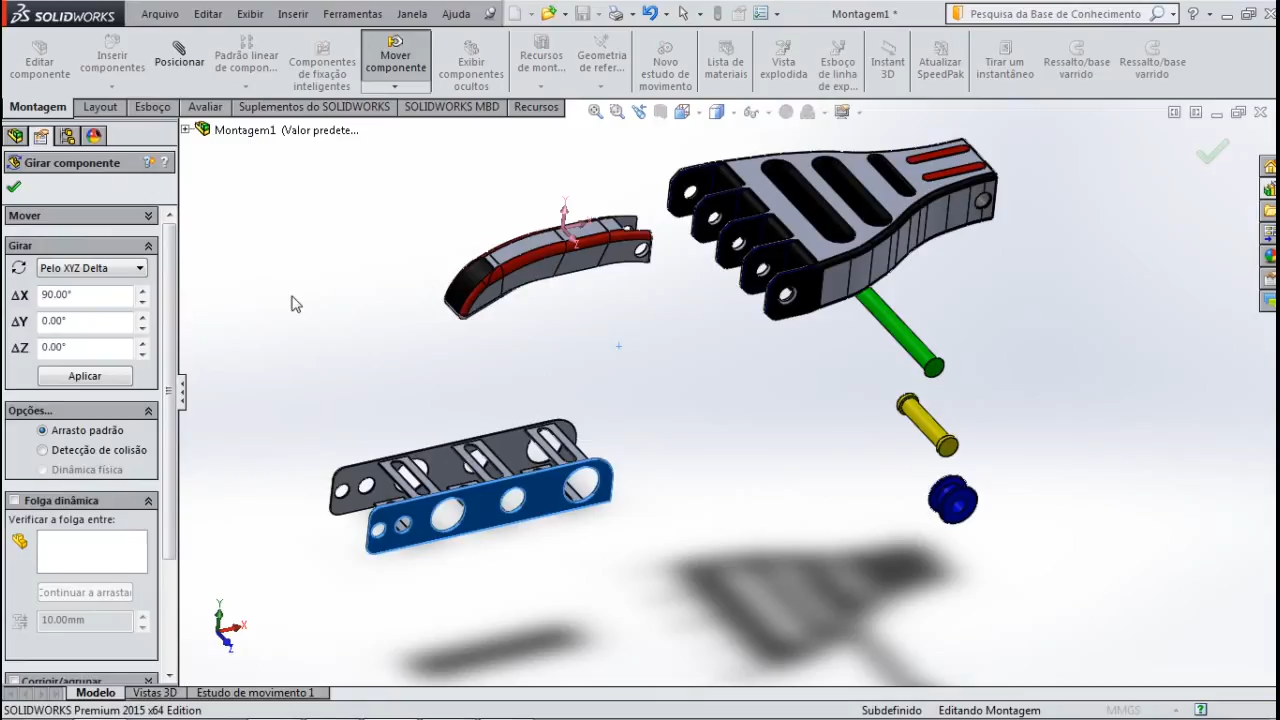 SOLIDWORKS
Arquivo
Editar
Exibir
Inserir
Ferramentas
Janela
Ajuda
Montagem1 *
Pesquisa da Base de Conhecimento
Editar
componente
Inserir
componentes
Posicionar
Padrão linear
de compon...
Componentes
de fixação
inteligentes
Mover
componente
Exibir
componentes
ocultos
Recursos
de mont...
Geometria
de refer...
Novo
estudo de
movimento
Lista de
materiais
Vista
explodida
Esboço
de linha
de exp...
Instant
3D
Atualizar
SpeedPak
Tirar um
instantâneo
Ressalto/base
varrido
Ressalto/base
varrido
Montagem
Layout
Esboço
Avaliar
Suplementos do SOLIDWORKS
SOLIDWORKS MBD
Recursos
Montagem1 (Valor predete...
Girar componente
Mover
Girar
Pelo XYZ Delta
ΔX 90.00°
ΔY 0.00°
ΔZ 0.00°
Aplicar
Opções...
Arrasto padrão
Detecção de colisão
Dinâmica física
Folga dinâmica
Verificar a folga entre:
Continuar a arrastar
10.00mm
Corrigir/agrupar
Y
X
Z
Y
X
Z
Modelo
Vistas 3D
Estudo de movimento 1
SOLIDWORKS Premium 2015 x64 Edition
Subdefinido
Editando Montagem
MMGS